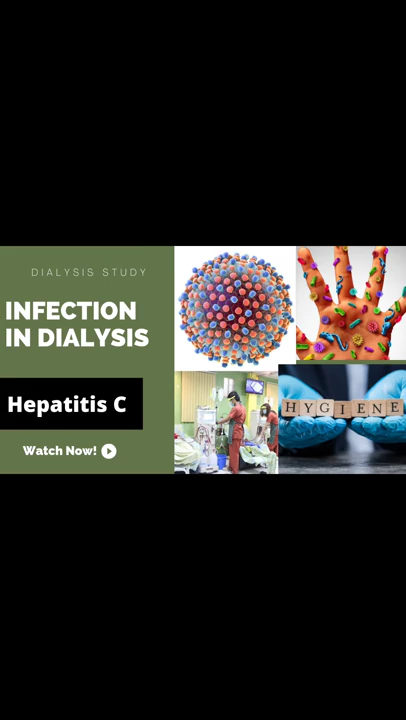 DIALYSIS STUDY
INFECTION
IN DIALYSIS
Hepatitis C
Watch Now!
HYGIENE